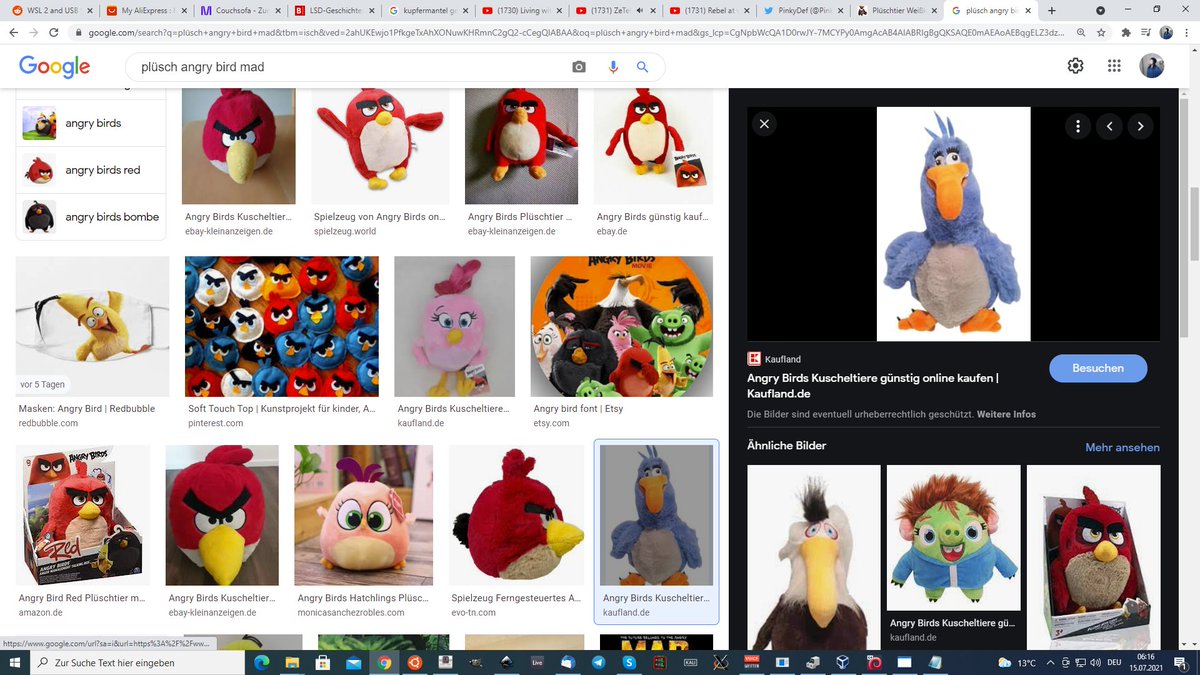 WSL 2 and USB
My AliExpress :
Couchsofa - Zu
LSD-Geschichte
kupfermantel g
(1730) Living wi
(1731) ZeTe
(1731) Rebel at
PinkyDef (@Pink
Plüschtier Weiß
plüsch angry bi
google.com/search?q=plüsch+angry+bird+mad&tbm=isch&ved=2ahUKEwjo1PfkgeTxAhXONuwKHRmnC2gQ2-cCegQIABAA&oq=plüsch+angry+bird+mad&gs_lcp=CgNpbWcQA1D0rwJY-7MCYPy0AmgAcAB4AIABRIgBgQKSAQE0mAEAoAEBqgELZ3dz...
Google
plüsch angry bird mad
angry birds
angry birds red
angry birds bombe
Angry Birds Kuscheltier...
ebay-kleinanzeigen.de
Spielzeug von Angry Birds on...
spielzeug.world
Angry Birds Plüschtier ...
ebay-kleinanzeigen.de
Angry Birds günstig kauf...
ebay.de
vor 5 Tagen
Masken: Angry Bird | Redbubble
redbubble.com
Soft Touch Top | Kunstprojekt für kinder, A...
pinterest.com
Angry Birds Kuscheltiere...
kaufland.de
ANGRY BIRDS
MOVIE
Angry bird font | Etsy
etsy.com
ANGRY BIRDS
Red
Angry Bird Red Plüschtier m...
amazon.de
Angry Birds Kuscheltier...
ebay-kleinanzeigen.de
Angry Birds Hatchlings Plüsc...
monicasanchezrobles.com
Spielzeug Ferngesteuertes A...
evo-tn.com
Angry Birds Kuscheltier...
kaufland.de
Kaufland
Angry Birds Kuscheltiere günstig online kaufen |
Kaufland.de
Besuchen
Die Bilder sind eventuell urheberrechtlich geschützt. Weitere Infos
Ähnliche Bilder
Mehr ansehen
Angry Birds Kuscheltiere gü...
kaufland.de
ANGRY BIRDS
https://www.google.com/url?sa=i&url=https%3A%2F%2Fww...
Zur Suche Text hier eingeben
Live
KALI
13°C
DEU
06:16
15.07.2021